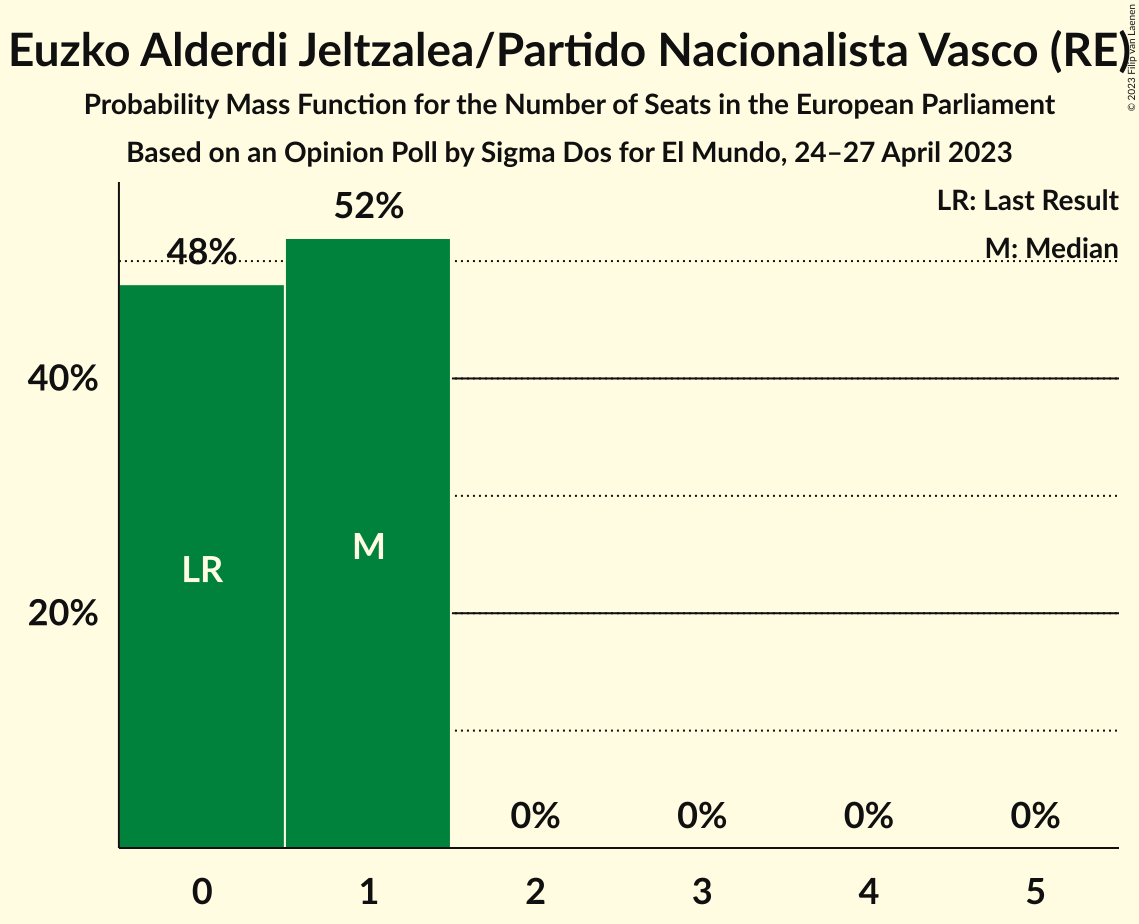 Euzko Alderdi Jeltzalea/Partido Nacionalista Vasco (RE)
© 2023 Filip van Laenen
Probability Mass Function for the Number of Seats in the European Parliament
Based on an Opinion Poll by Sigma Dos for El Mundo, 24–27 April 2023
LR: Last Result
M: Median
52%
48%
40%
20%
LR
M
0%
0%
0%
0%
0
1
2
3
4
5